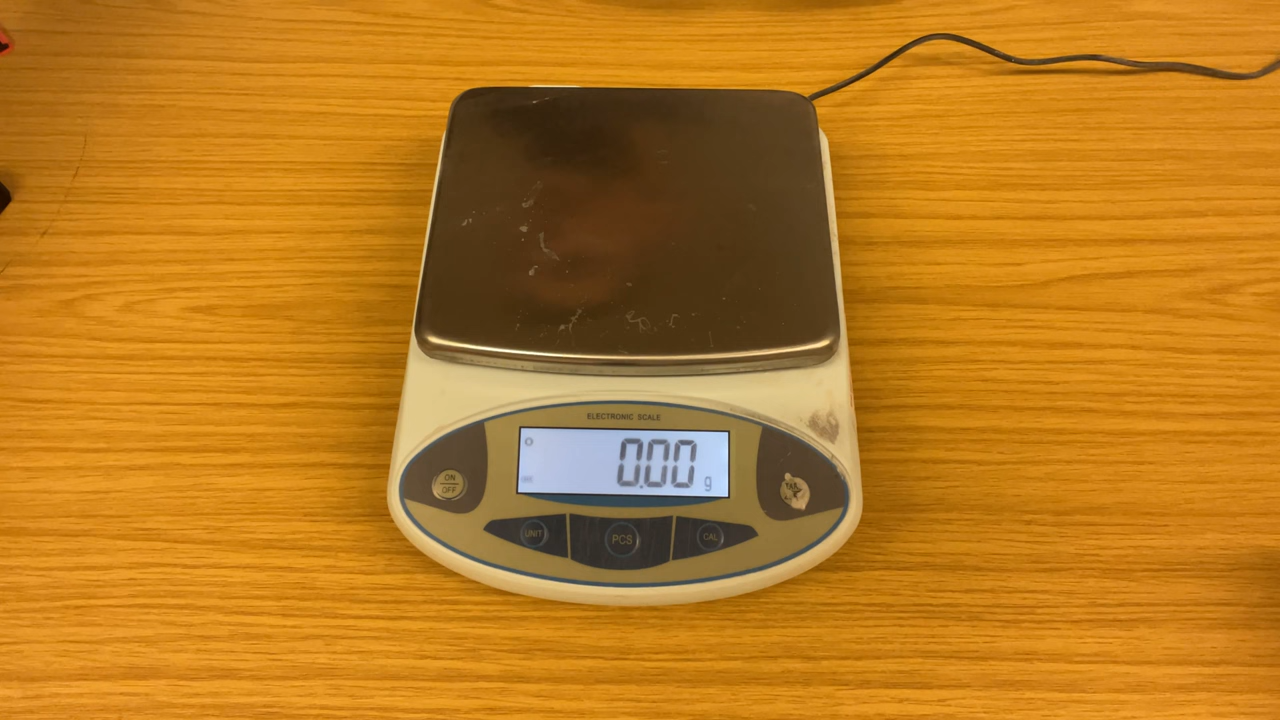 ELECTRONIC SCALE
0.00 g
ON
OFF
UNIT
PCS
CAL